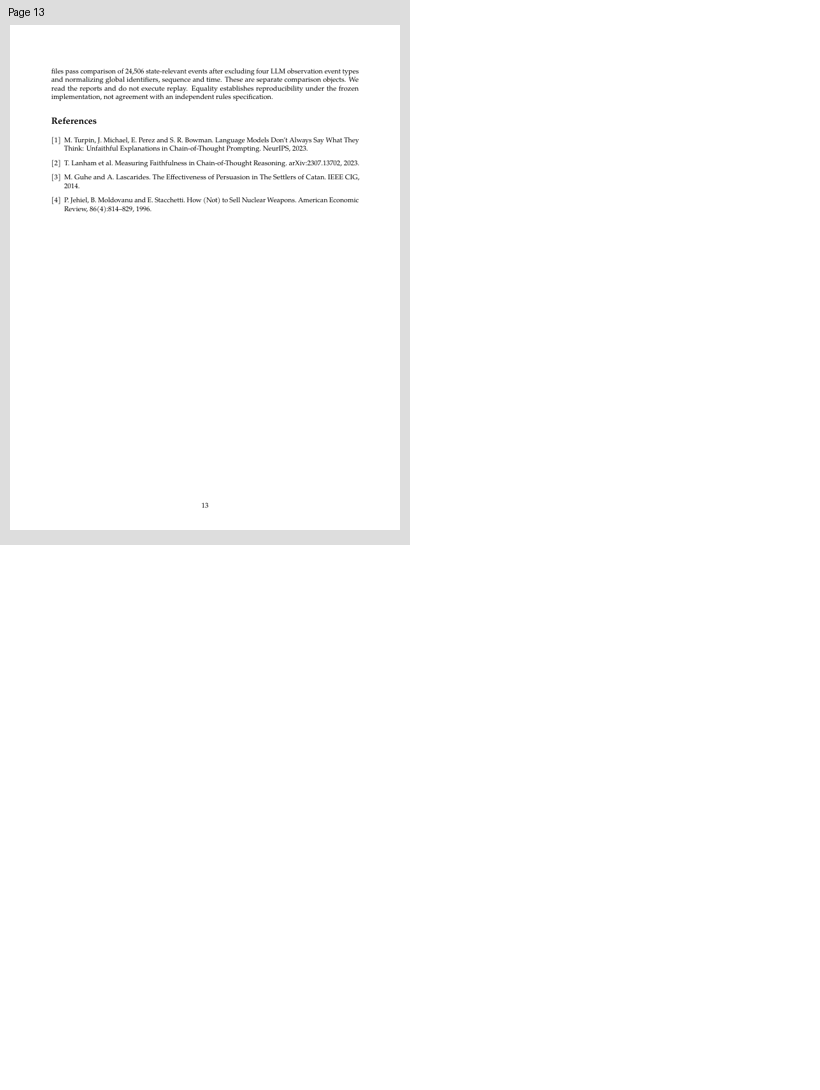 Page 13
files pass comparison of 24,506 state-relevant events after excluding four LLM observation event types
and normalizing global identifiers, sequence and time. These are separate comparison objects. We
read the reports and do not execute replay. Equality establishes reproducibility under the frozen
implementation, not agreement with an independent rules specification.
References
[1] M. Turpin, J. Michael, E. Perez and S. R. Bowman. Language Models Don't Always Say What They
Think: Unfaithful Explanations in Chain-of-Thought Prompting. NeurIPS, 2023.
[2] T. Lanham et al. Measuring Faithfulness in Chain-of-Thought Reasoning. arXiv:2307.13702, 2023.
[3] M. Guhe and A. Lascarides. The Effectiveness of Persuasion in The Settlers of Catan. IEEE CIG,
2014.
[4] P. Jehiel, B. Moldovanu and E. Stacchetti. How (Not) to Sell Nuclear Weapons. American Economic
Review, 86(4):814–829, 1996.
13